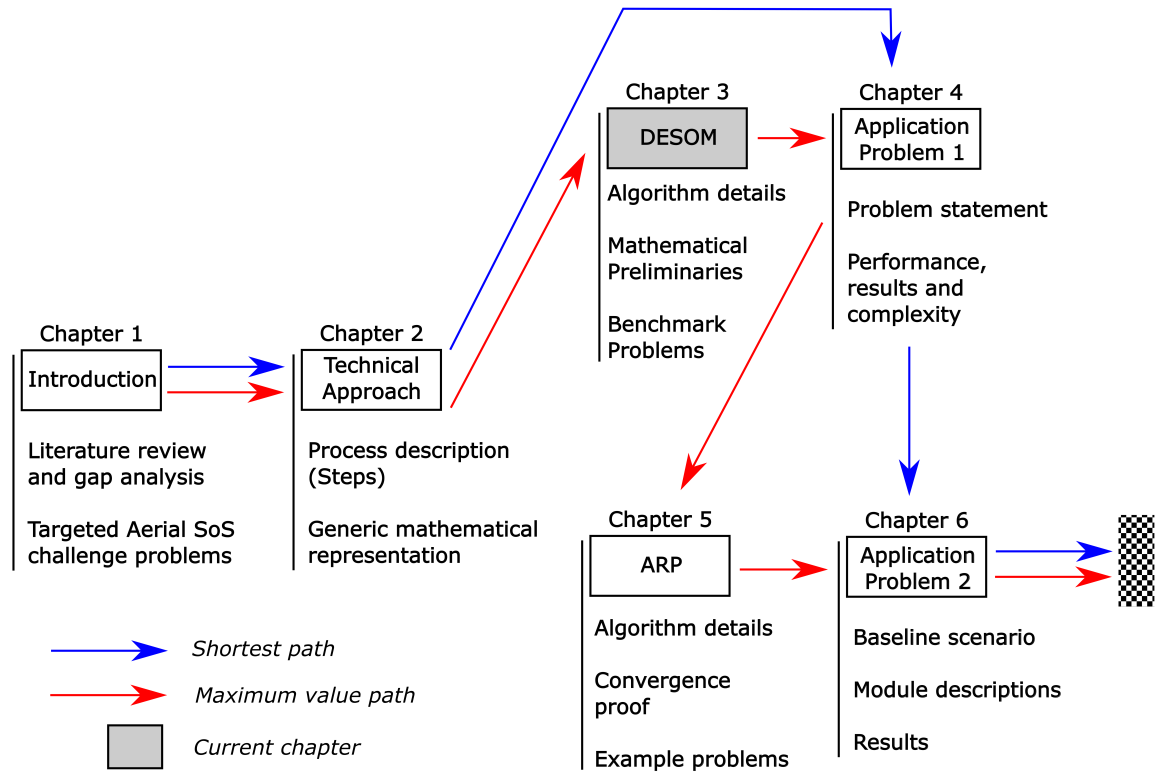 Chapter 1
Introduction
Literature review
and gap analysis
Targeted Aerial SoS
challenge problems
Chapter 2
Technical
Approach
Process description
(Steps)
Generic mathematical
representation
Chapter 3
DESOM
Algorithm details
Mathematical
Preliminaries
Benchmark
Problems
Chapter 4
Application
Problem 1
Problem statement
Performance,
results and
complexity
Chapter 5
ARP
Algorithm details
Convergence
proof
Example problems
Chapter 6
Application
Problem 2
Baseline scenario
Module descriptions
Results
Shortest path
Maximum value path
Current chapter